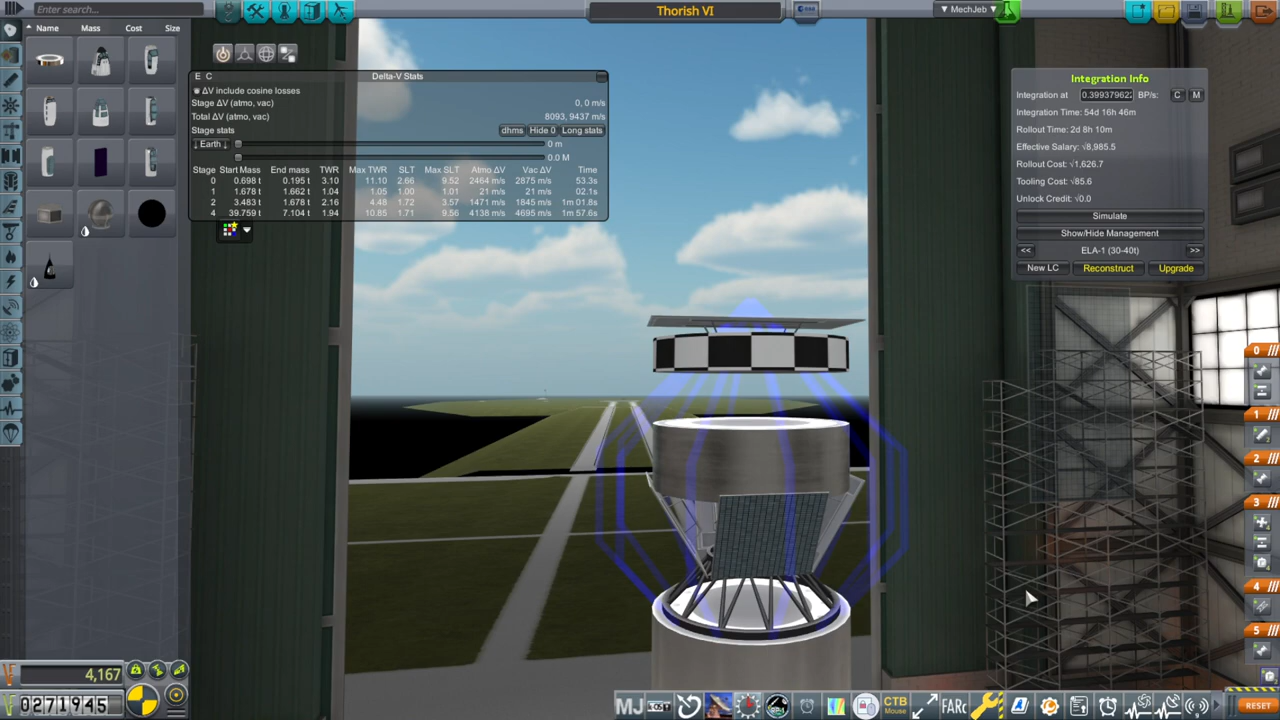 Enter search...
Thorish VI
esa
▼ MechJeb ▼
Name Mass Cost Size
E C Delta-V Stats
ΔV include cosine losses
Stage ΔV (atmo, vac) 0, 0 m/s
Total ΔV (atmo, vac) 8093, 9437 m/s
Stage stats dhms Hide 0 Long stats
↓ Earth ↓ 0 m
0.0 M
Stage Start Mass End mass TWR Max TWR SLT Max SLT Atmo ΔV Vac ΔV Time
0 0.698 t 0.195 t 3.10 11.10 2.66 9.52 2464 m/s 2875 m/s 53.3s
1 1.678 t 1.662 t 1.04 1.05 1.00 1.01 21 m/s 21 m/s 02.1s
2 3.483 t 1.678 t 2.16 4.48 1.72 3.57 1471 m/s 1845 m/s 1m 01.8s
4 39.759 t 7.104 t 1.94 10.85 1.71 9.56 4138 m/s 4695 m/s 1m 57.6s
Integration Info
Integration at 0.399379622 BP/s: C M
Integration Time: 54d 16h 46m
Rollout Time: 2d 8h 10m
Effective Salary: √8,985.5
Rollout Cost: √1,626.7
Tooling Cost: √85.6
Unlock Credit: √0.0
Simulate
Show/Hide Management
<< ELA-1 (30-40t) >>
New LC Reconstruct Upgrade
0
1
2
3
4
5
4,167
0271945
MJ
CTB
Mouse
FARc
RESET